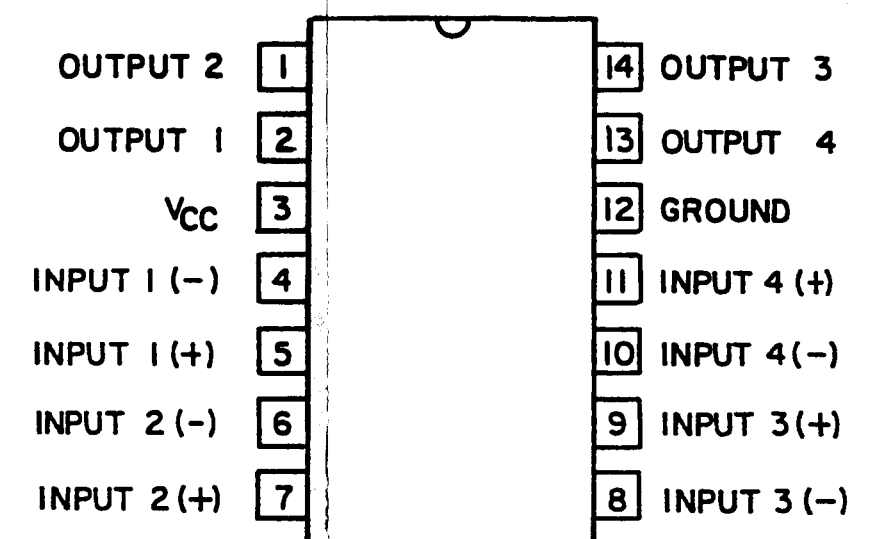 OUTPUT 2 1 14 OUTPUT 3
OUTPUT 1 2 13 OUTPUT 4
VCC 3 12 GROUND
INPUT 1 (-) 4 11 INPUT 4 (+)
INPUT 1 (+) 5 10 INPUT 4 (-)
INPUT 2 (-) 6 9 INPUT 3 (+)
INPUT 2 (+) 7 8 INPUT 3 (-)